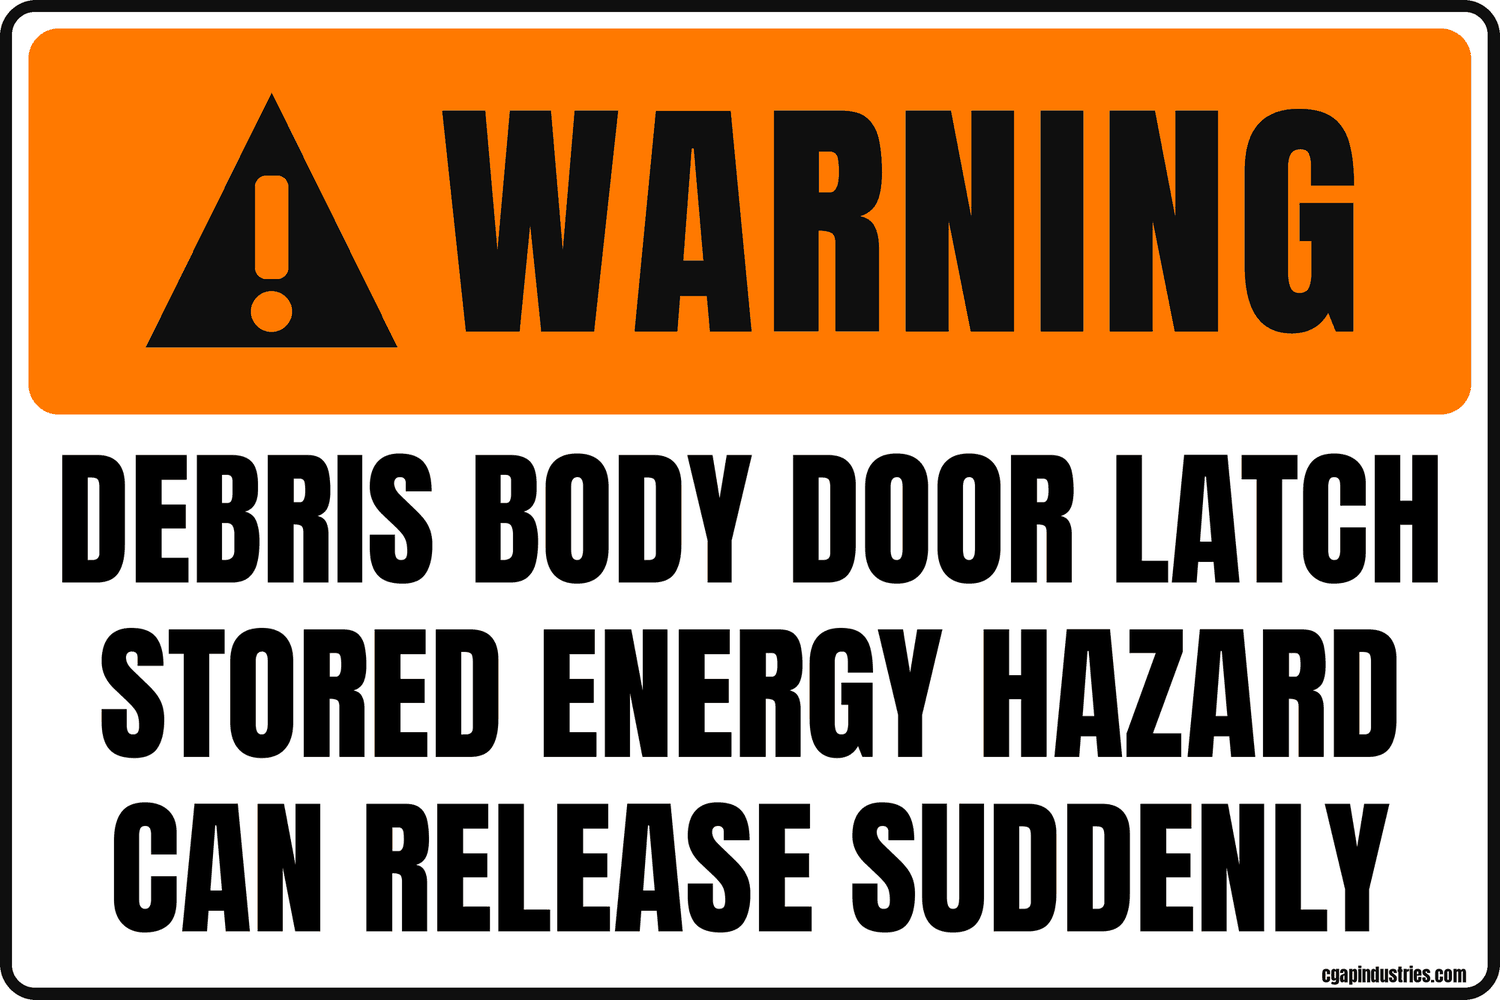 WARNING
DEBRIS BODY DOOR LATCH
STORED ENERGY HAZARD
CAN RELEASE SUDDENLY
cgapindustries.com